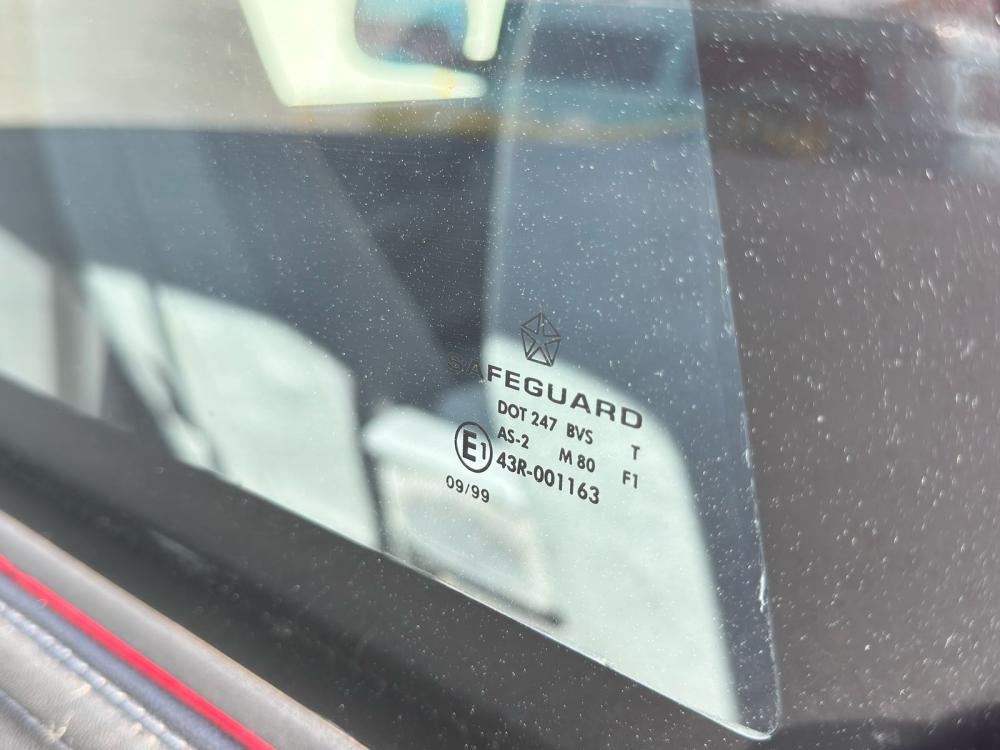 SAFEGUARD
DOT 247 BVS T
AS-2 M 80 F1
E1 43R-001163
09/99